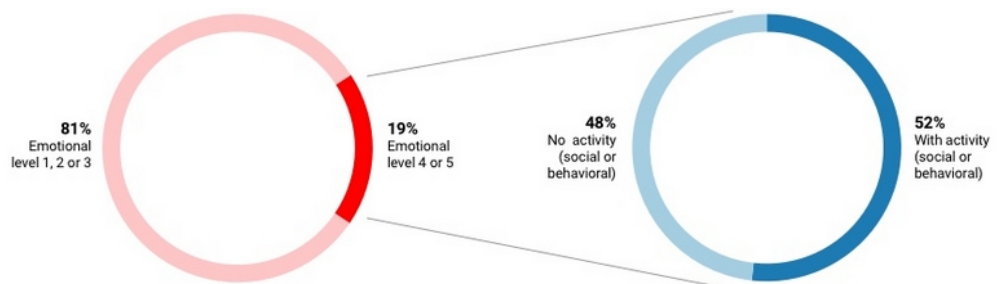 81%
Emotional
level 1, 2 or 3
19%
Emotional
level 4 or 5
48%
No activity
(social or
behavioral)
52%
With activity
(social or
behavioral)